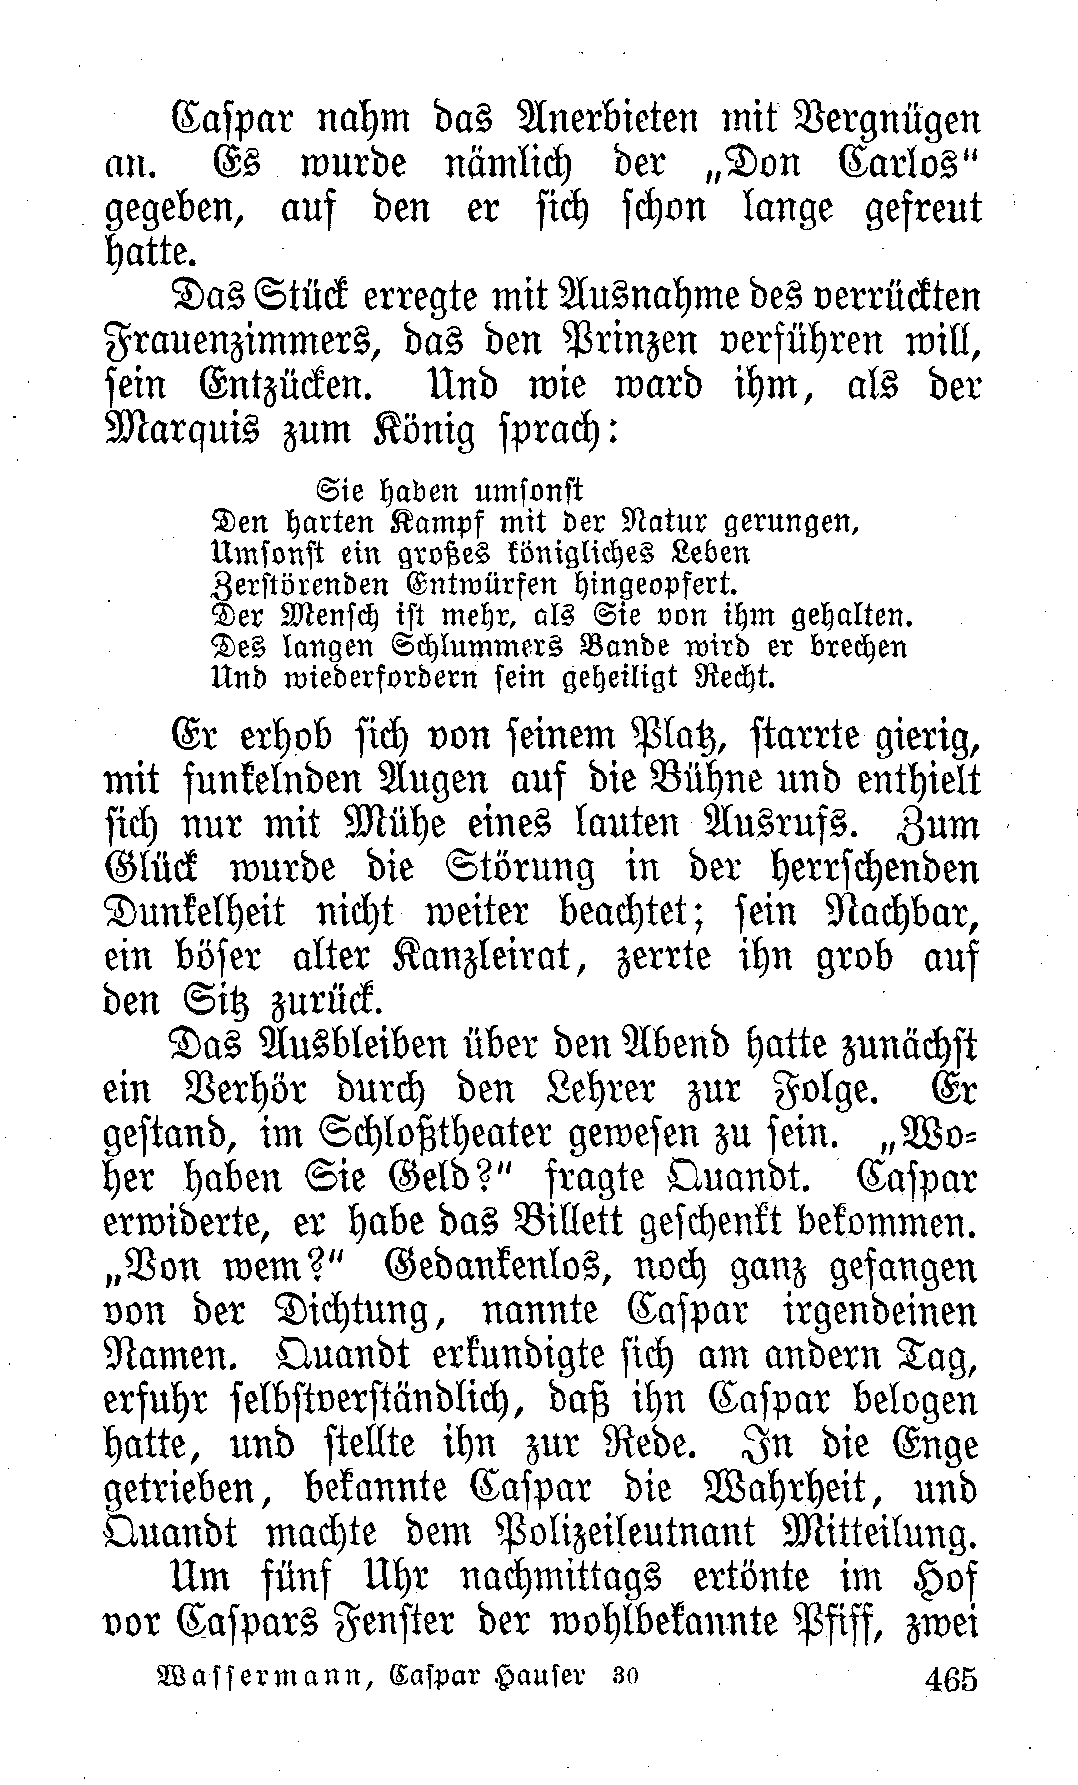 Caspar nahm das Anerbieten mit Vergnügen
an. Es wurde nämlich der „Don Carlos“
gegeben, auf den er sich schon lange gefreut
hatte.
Das Stück erregte mit Ausnahme des verrückten
Frauenzimmers, das den Prinzen verführen will,
sein Entzücken. Und wie ward ihm, als der
Marquis zum König sprach:
Sie haben umsonst
Den harten Kampf mit der Natur gerungen,
Umsonst ein großes königliches Leben
Zerstörenden Entwürfen hingeopfert.
Der Mensch ist mehr, als Sie von ihm gehalten.
Des langen Schlummers Bande wird er brechen
Und wiederfordern sein geheiligt Recht.
Er erhob sich von seinem Platz, starrte gierig,
mit funkelnden Augen auf die Bühne und enthielt
sich nur mit Mühe eines lauten Ausrufs. Zum
Glück wurde die Störung in der herrschenden
Dunkelheit nicht weiter beachtet; sein Nachbar,
ein böser alter Kanzleirat, zerrte ihn grob auf
den Sitz zurück.
Das Ausbleiben über den Abend hatte zunächst
ein Verhör durch den Lehrer zur Folge. Er
gestand, im Schloßtheater gewesen zu sein. „Wo-
her haben Sie Geld?“ fragte Quandt. Caspar
erwiderte, er habe das Billett geschenkt bekommen.
„Von wem?“ Gedankenlos, noch ganz gefangen
von der Dichtung, nannte Caspar irgendeinen
Namen. Quandt erkundigte sich am andern Tag,
erfuhr selbstverständlich, daß ihn Caspar belogen
hatte, und stellte ihn zur Rede. In die Enge
getrieben, bekannte Caspar die Wahrheit, und
Quandt machte dem Polizeileutnant Mitteilung.
Um fünf Uhr nachmittags ertönte im Hof
vor Caspars Fenster der wohlbekannte Pfiff, zwei
Wassermann, Caspar Hauser 30 465